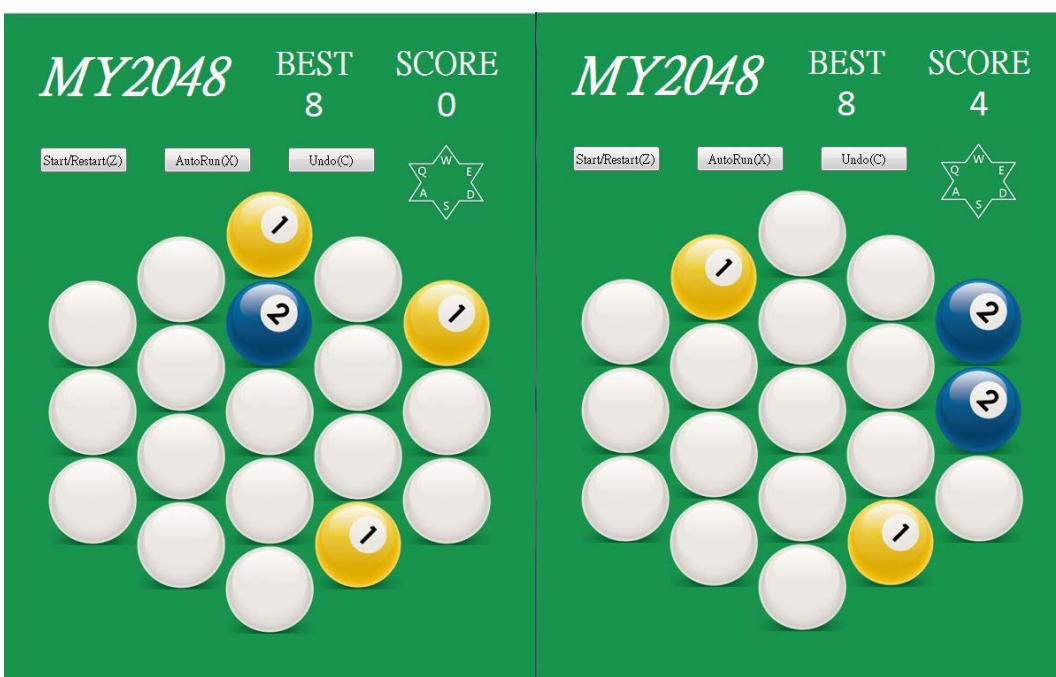 MY2048 BEST SCORE
8 0
Start/Restart(Z) AutoRun(X) Undo(C)
W
Q E
A D
S
1
2 1
1
MY2048 BEST SCORE
8 4
Start/Restart(Z) AutoRun(X) Undo(C)
W
Q E
A D
S
1
2
2
1